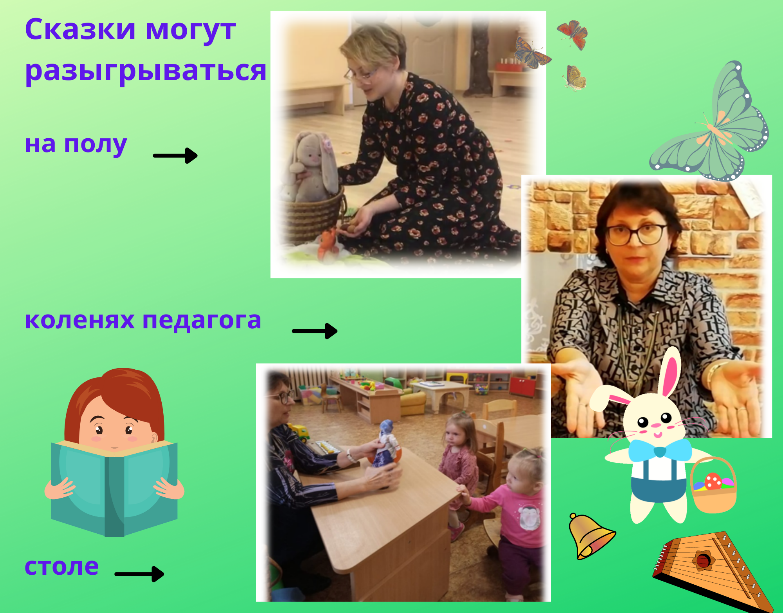 Сказки могут
разыгрываться
на полу
коленях педагога
столе